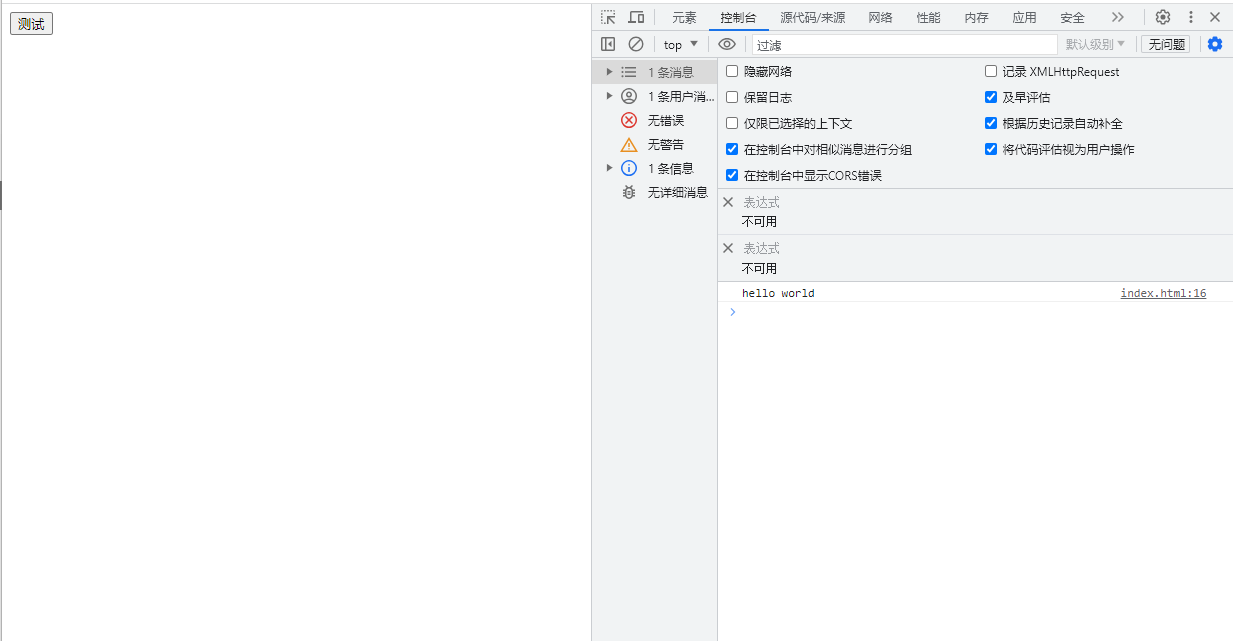 测试
元素 控制台 源代码/来源 网络 性能 内存 应用 安全
top 过滤 默认级别 无问题
1 条消息
1 条用户消...
无错误
无警告
1 条信息
无详细消息
隐藏网络 记录 XMLHttpRequest
保留日志 及早评估
仅限已选择的上下文 根据历史记录自动补全
在控制台中对相似消息进行分组 将代码评估视为用户操作
在控制台中显示CORS错误
表达式
不可用
表达式
不可用
hello world index.html:16